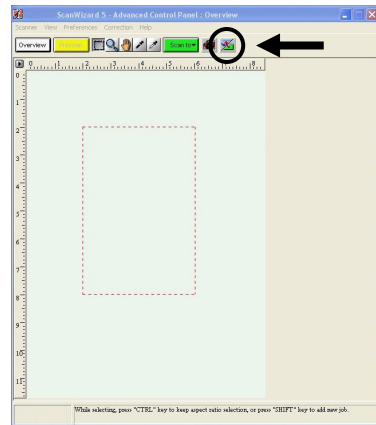 ScanWizard 5 - Advanced Control Panel : Overview
Scanner View Preferences Correction Help
Overview Preview Scan to
0 1 2 3 4 5 6 7 8
0
1
2
3
4
5
6
7
8
9
10
11
While selecting, press "CTRL" key to keep aspect ratio selection, or press "SHIFT" key to add new job.